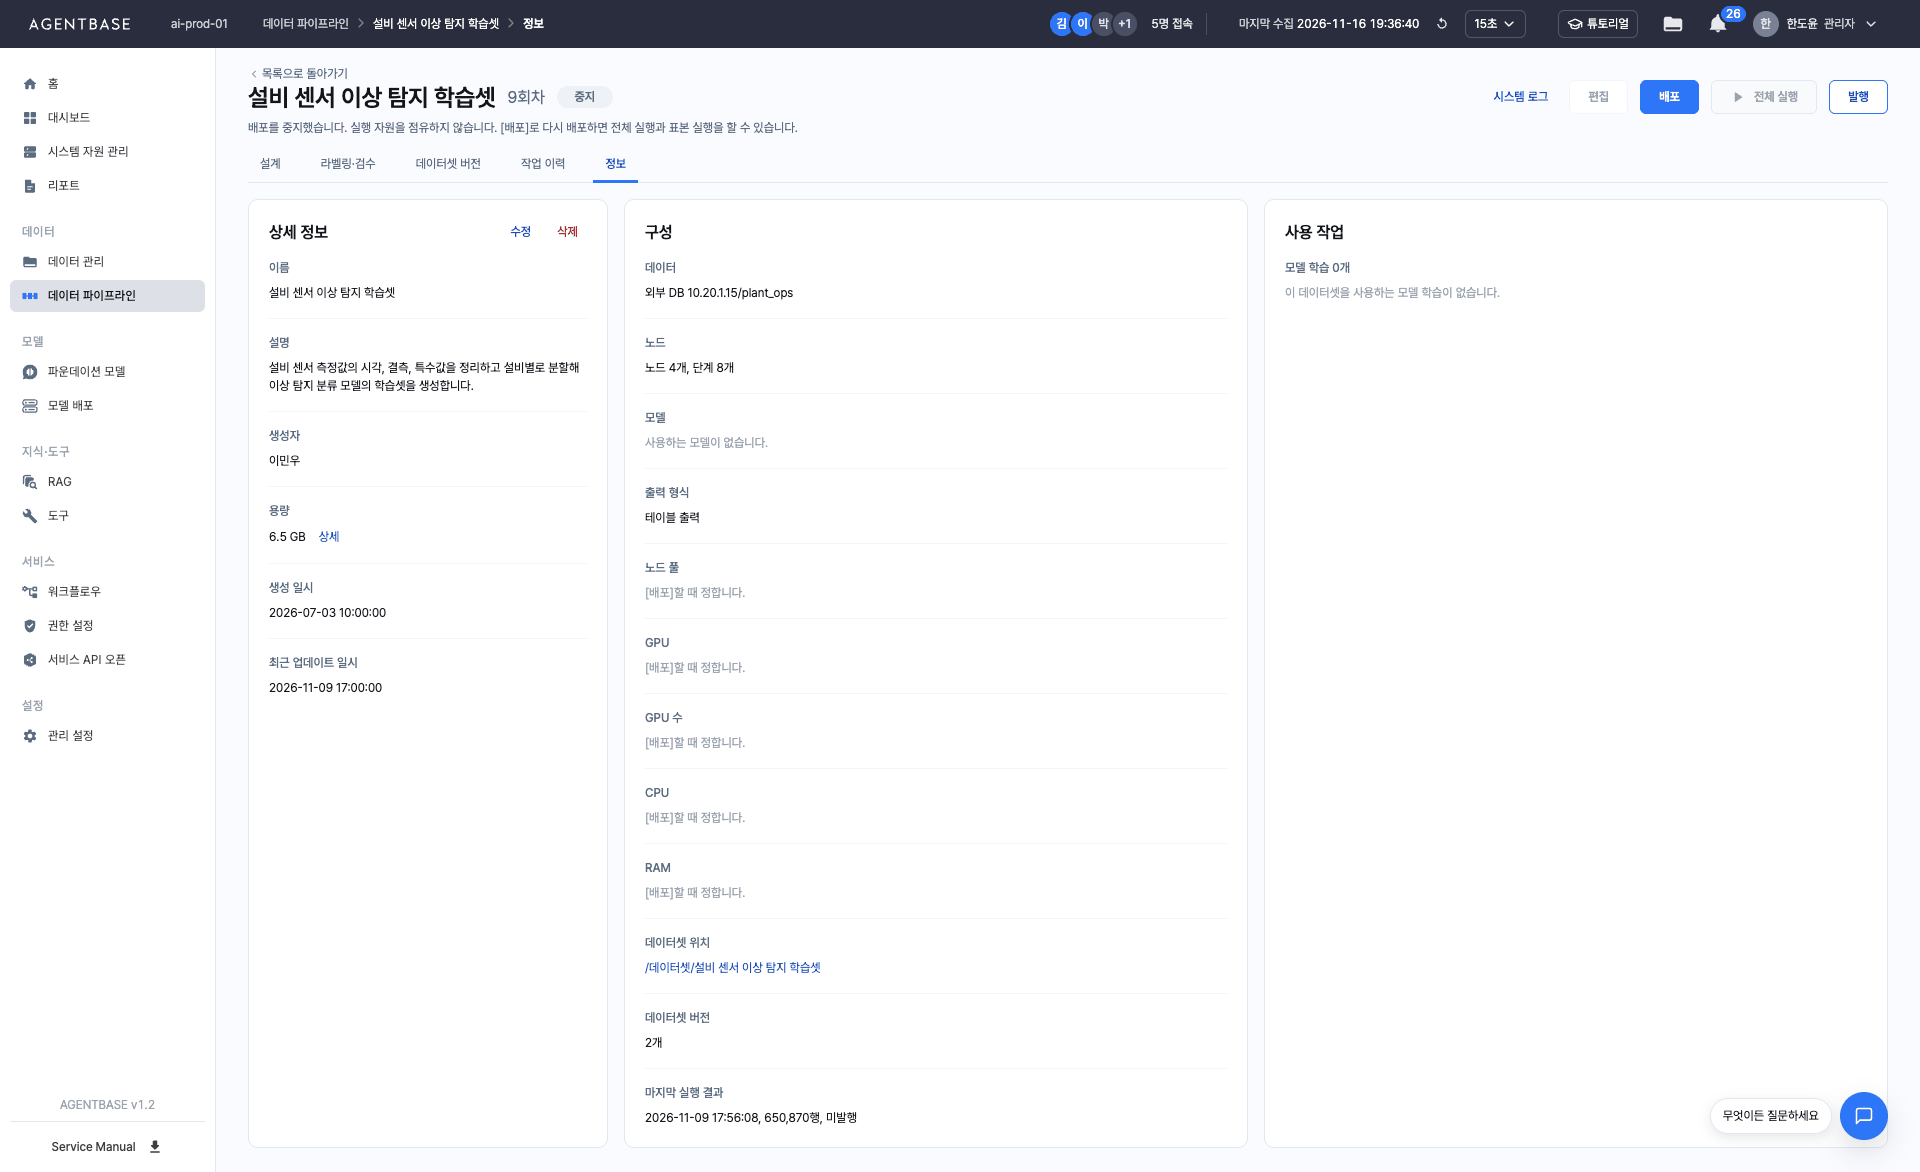 AGENTBASE
ai-prod-01
데이터 파이프라인 > 설비 센서 이상 탐지 학습셋 > 정보
김 이 박 +1 5명 접속
마지막 수집 2026-11-16 19:36:40
15초
튜토리얼
26
한 한도윤 관리자
홈
대시보드
시스템 자원 관리
리포트
데이터
데이터 관리
데이터 파이프라인
모델
파운데이션 모델
모델 배포
지식·도구
RAG
도구
서비스
워크플로우
권한 설정
서비스 API 오픈
설정
관리 설정
AGENTBASE v1.2
Service Manual
목록으로 돌아가기
설비 센서 이상 탐지 학습셋 9회차 중지
배포를 중지했습니다. 실행 자원을 점유하지 않습니다. [배포]로 다시 배포하면 전체 실행과 표본 실행을 할 수 있습니다.
시스템 로그 편집 배포 전체 실행 발행
설계 라벨링·검수 데이터셋 버전 작업 이력 정보
상세 정보 수정 삭제
이름
설비 센서 이상 탐지 학습셋
설명
설비 센서 측정값의 시각, 결측, 특수값을 정리하고 설비별로 분할해
이상 탐지 분류 모델의 학습셋을 생성합니다.
생성자
이민우
용량
6.5 GB 상세
생성 일시
2026-07-03 10:00:00
최근 업데이트 일시
2026-11-09 17:00:00
구성
데이터
외부 DB 10.20.1.15/plant_ops
노드
노드 4개, 단계 8개
모델
사용하는 모델이 없습니다.
출력 형식
테이블 출력
노드 풀
[배포]할 때 정합니다.
GPU
[배포]할 때 정합니다.
GPU 수
[배포]할 때 정합니다.
CPU
[배포]할 때 정합니다.
RAM
[배포]할 때 정합니다.
데이터셋 위치
/데이터셋/설비 센서 이상 탐지 학습셋
데이터셋 버전
2개
마지막 실행 결과
2026-11-09 17:56:08, 650,870행, 미발행
사용 작업
모델 학습 0개
이 데이터셋을 사용하는 모델 학습이 없습니다.
무엇이든 질문하세요